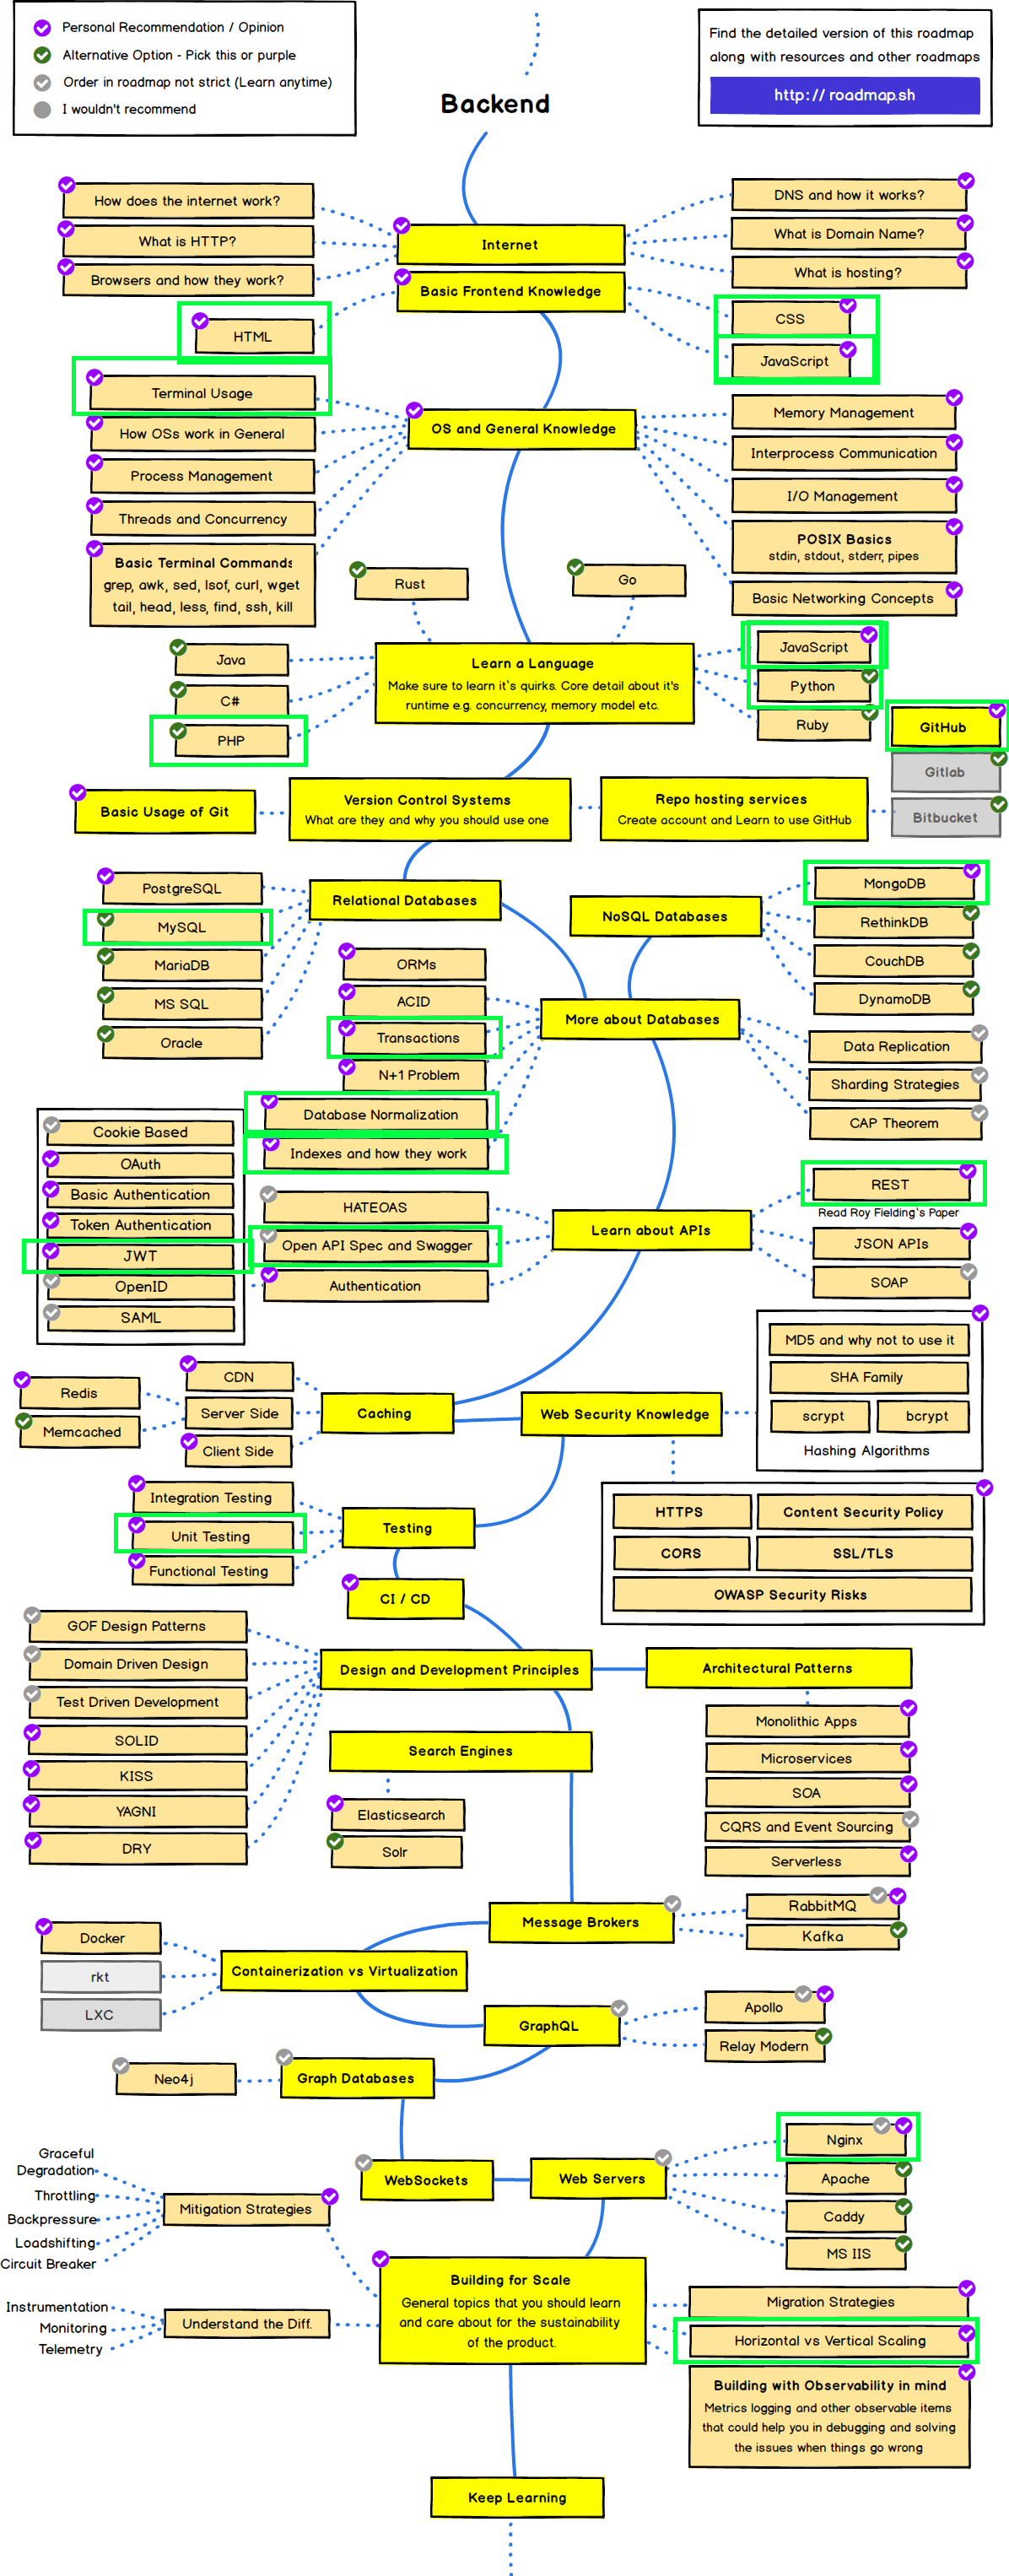 Personal Recommendation / Opinion
Alternative Option - Pick this or purple
Order in roadmap not strict (Learn anytime)
I wouldn't recommend
Find the detailed version of this roadmap
along with resources and other roadmaps
http:// roadmap.sh
Backend
How does the internet work?
What is HTTP?
Browsers and how they work?
Internet
DNS and how it works?
What is Domain Name?
What is hosting?
Basic Frontend Knowledge
HTML
CSS
JavaScript
Terminal Usage
How OSs work in General
Process Management
Threads and Concurrency
Basic Terminal Commands
grep, awk, sed, lsof, curl, wget
tail, head, less, find, ssh, kill
OS and General Knowledge
Memory Management
Interprocess Communication
I/O Management
POSIX Basics
stdin, stdout, stderr, pipes
Basic Networking Concepts
Rust
Go
Java
C#
PHP
Learn a Language
Make sure to learn it`s quirks. Core detail about it's
runtime e.g. concurrency, memory model etc.
JavaScript
Python
Ruby
GitHub
Gitlab
Bitbucket
Basic Usage of Git
Version Control Systems
What are they and why you should use one
Repo hosting services
Create account and Learn to use GitHub
PostgreSQL
MySQL
MariaDB
MS SQL
Oracle
Relational Databases
NoSQL Databases
MongoDB
RethinkDB
CouchDB
DynamoDB
ORMs
ACID
Transactions
N+1 Problem
Database Normalization
Indexes and how they work
More about Databases
Data Replication
Sharding Strategies
CAP Theorem
Cookie Based
OAuth
Basic Authentication
Token Authentication
JWT
OpenID
SAML
HATEOAS
Open API Spec and Swagger
Authentication
Learn about APIs
REST
Read Roy Fielding`s Paper
JSON APIs
SOAP
MD5 and why not to use it
SHA Family
scrypt
bcrypt
Hashing Algorithms
Redis
Memcached
CDN
Server Side
Client Side
Caching
Web Security Knowledge
HTTPS
Content Security Policy
CORS
SSL/TLS
OWASP Security Risks
Integration Testing
Unit Testing
Functional Testing
Testing
CI / CD
GOF Design Patterns
Domain Driven Design
Test Driven Development
SOLID
KISS
YAGNI
DRY
Design and Development Principles
Architectural Patterns
Monolithic Apps
Microservices
SOA
CQRS and Event Sourcing
Serverless
Search Engines
Elasticsearch
Solr
Message Brokers
RabbitMQ
Kafka
Docker
rkt
LXC
Containerization vs Virtualization
GraphQL
Apollo
Relay Modern
Neo4j
Graph Databases
WebSockets
Web Servers
Nginx
Apache
Caddy
MS IIS
Graceful
Degradation
Throttling
Backpressure
Loadshifting
Circuit Breaker
Mitigation Strategies
Instrumentation
Monitoring
Telemetry
Understand the Diff.
Building for Scale
General topics that you should learn
and care about for the sustainability
of the product.
Migration Strategies
Horizontal vs Vertical Scaling
Building with Observability in mind
Metrics logging and other observable items
that could help you in debugging and solving
the issues when things go wrong
Keep Learning